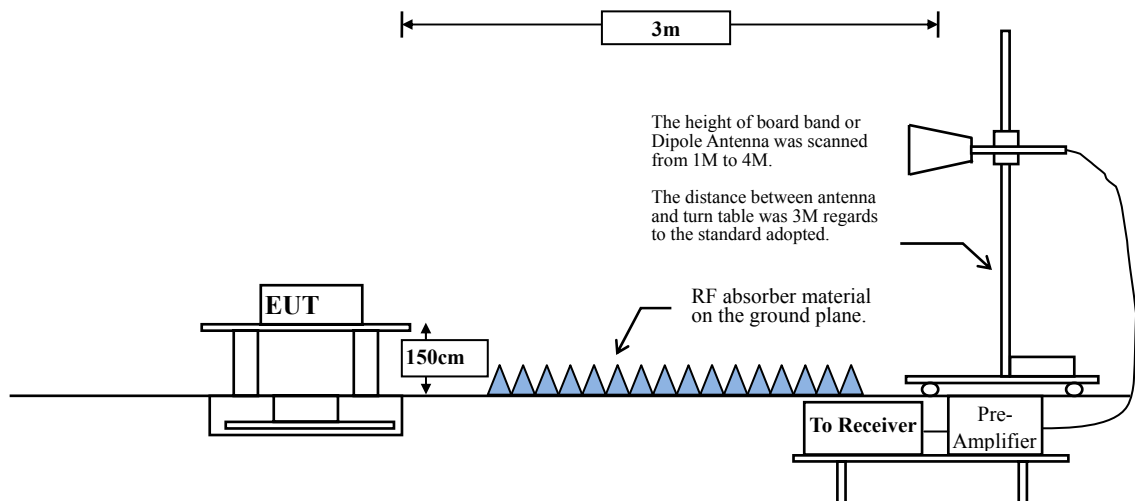 3m
The height of board band or
Dipole Antenna was scanned
from 1M to 4M.
The distance between antenna
and turn table was 3M regards
to the standard adopted.
EUT
RF absorber material
on the ground plane.
150cm
To Receiver
Pre-
Amplifier